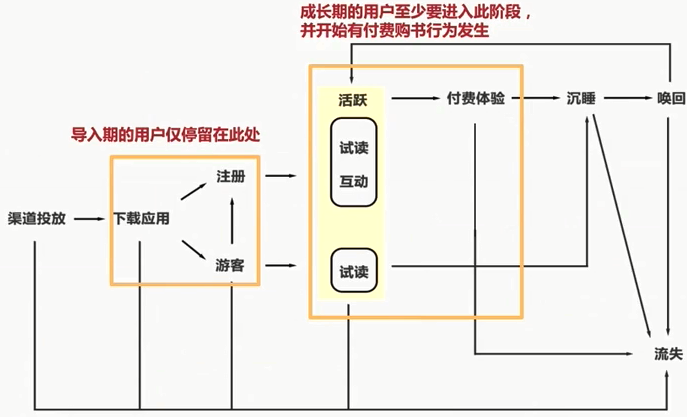 成长期的用户至少要进入此阶段，
并开始有付费购书行为发生
活跃
付费体验
沉睡
唤回
导入期的用户仅停留在此处
试读
互动
注册
渠道投放
下载应用
游客
试读
流失